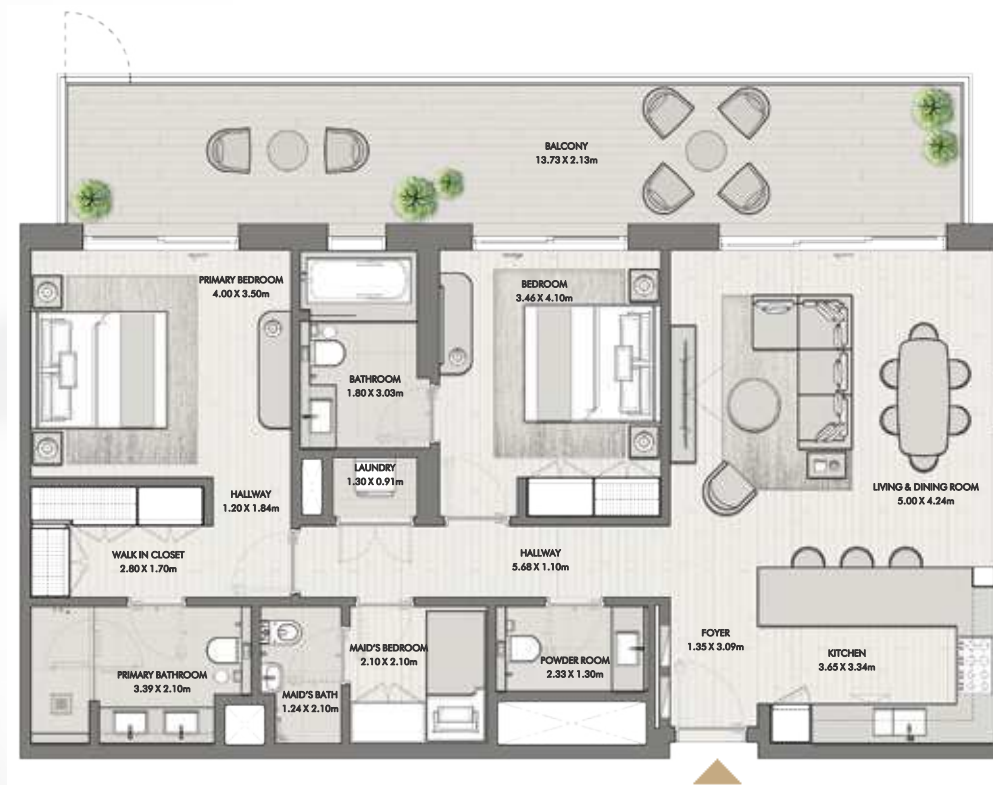 BALCONY
13.73 X 2.13m
PRIMARY BEDROOM
4.00 X 3.50m
BEDROOM
3.46 X 4.10m
BATHROOM
1.80 X 3.03m
LAUNDRY
1.30 X 0.91m
HALLWAY
1.20 X 1.84m
LIVING & DINING ROOM
5.00 X 4.24m
WALK IN CLOSET
2.80 X 1.70m
HALLWAY
5.68 X 1.10m
FOYER
1.35 X 3.09m
KITCHEN
3.65 X 3.34m
MAID'S BEDROOM
2.10 X 2.10m
POWDER ROOM
2.33 X 1.30m
PRIMARY BATHROOM
3.39 X 2.10m
MAID'S BATH
1.24 X 2.10m